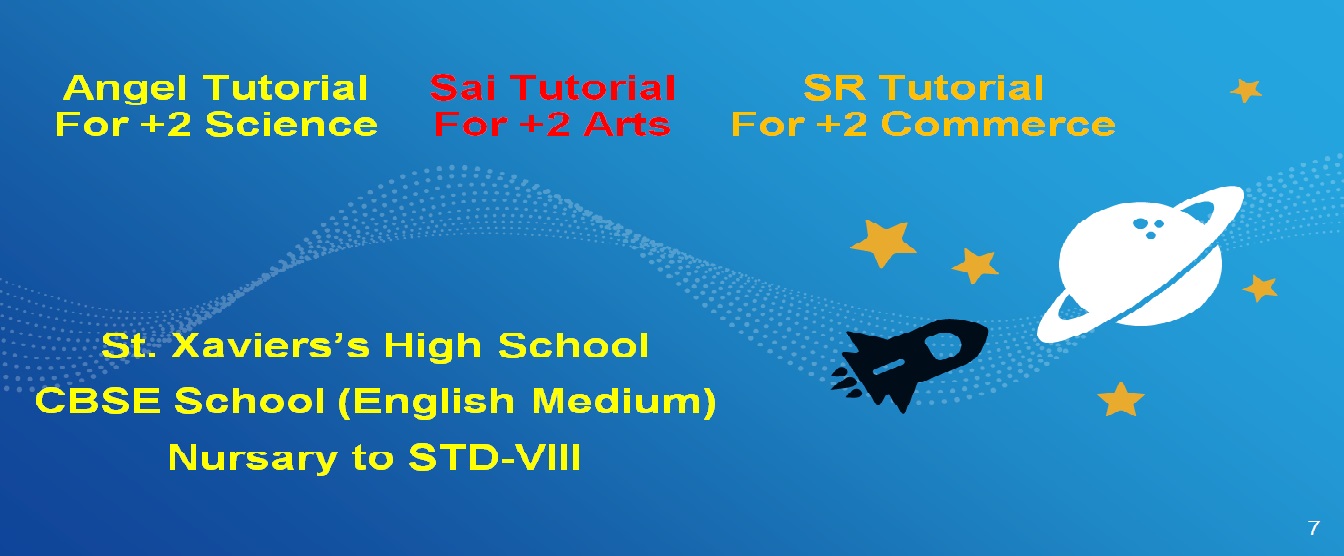 Angel Tutorial
For +2 Science
Sai Tutorial
For +2 Arts
SR Tutorial
For +2 Commerce
St. Xaviers’s High School
CBSE School (English Medium)
Nursary to STD-VIII
7